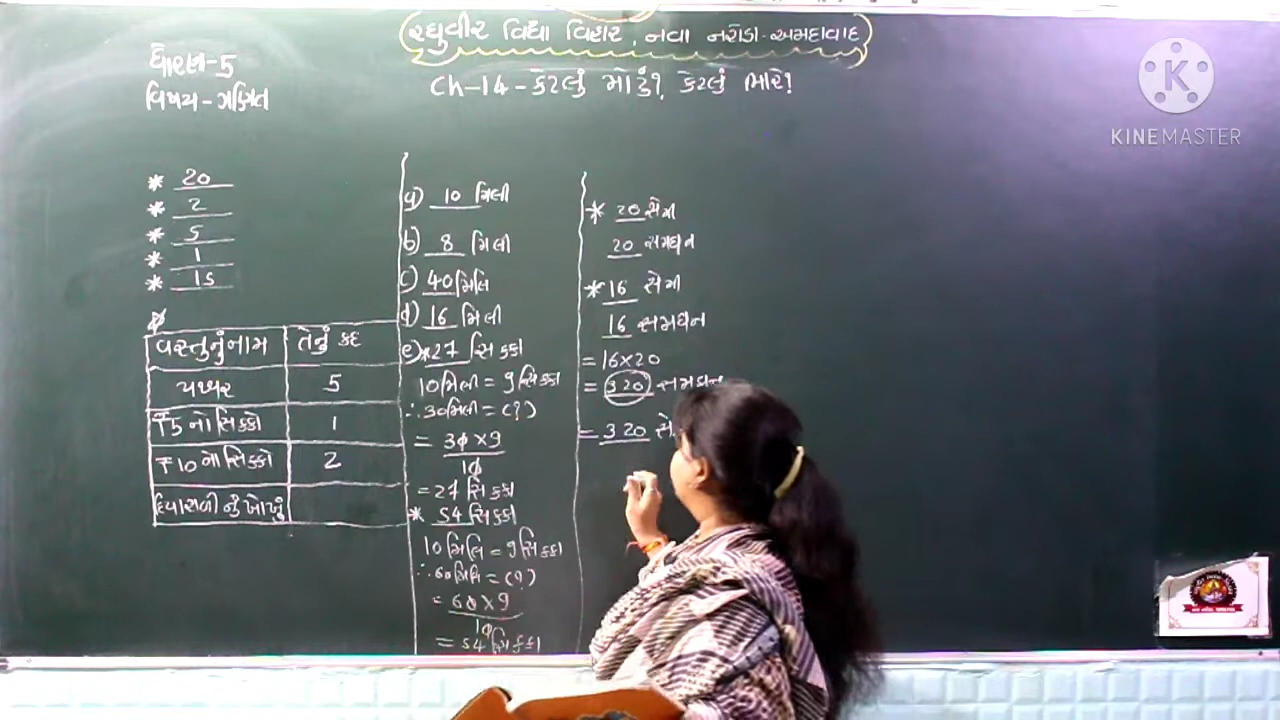 રઘુવીર વિદ્યા વિહાર, નવા નરોડા-અમદાવાદ
ધોરણ-5
વિષય-ગણિત
Ch-14-કેટલું મોટું?, કેટલું ભારે!
KINEMASTER
* 20
* 2
* 5
* 1
* 15
વસ્તુનું નામ તેનું કદ
પથ્થર 5
₹5 નો સિક્કો 1
₹10 નો સિક્કો 2
દિવાસળીનું ખોખું
a) 10 મિલી
b) 8 મિલી
c) 40 મિલિ
d) 16 મિલી
e) * 27 સિક્કા
10 મિલી = 9 સિક્કા
∴ 30 મિલી = (?)
= 30 x 9
10
= 27 સિક્કા
* 54 સિક્કા
10 મિલિ = 9 સિક્કા
∴ 60 મિલિ = (?)
= 60 x 9
10
= 54 સિક્કા
* 20 સેમી
20 સમઘન
* 16 સેમી
16 સમઘન
= 16x20
= 320 સમઘન
= 320